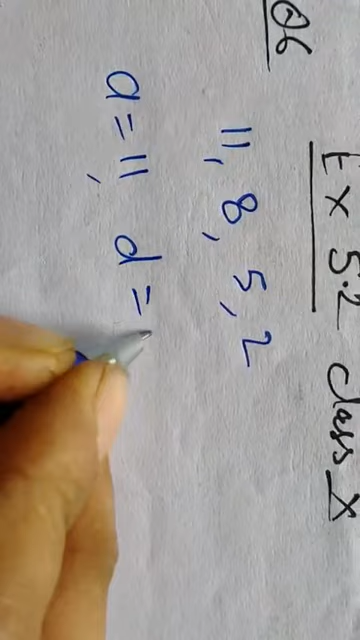 Ex 5.2 Class X
Q6
11, 8, 5, 2
a = 11, d =